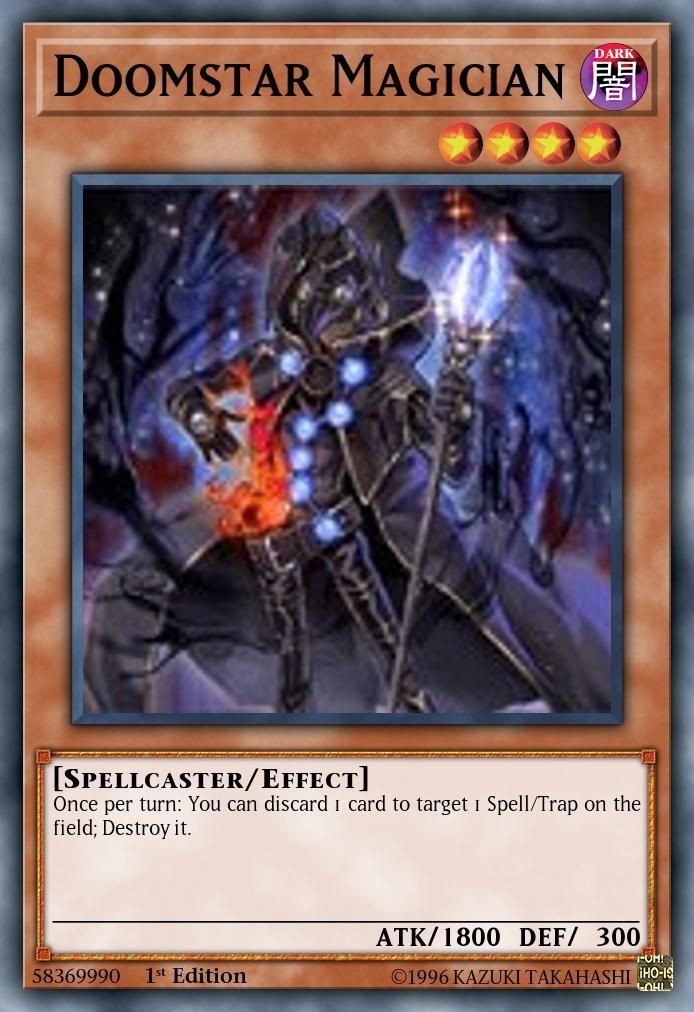 Doomstar Magician
DARK
闇
[Spellcaster/Effect]
Once per turn: You can discard 1 card to target 1 Spell/Trap on the
field; Destroy it.
ATK/1800 DEF/ 300
58369990 1st Edition ©1996 KAZUKI TAKAHASHI